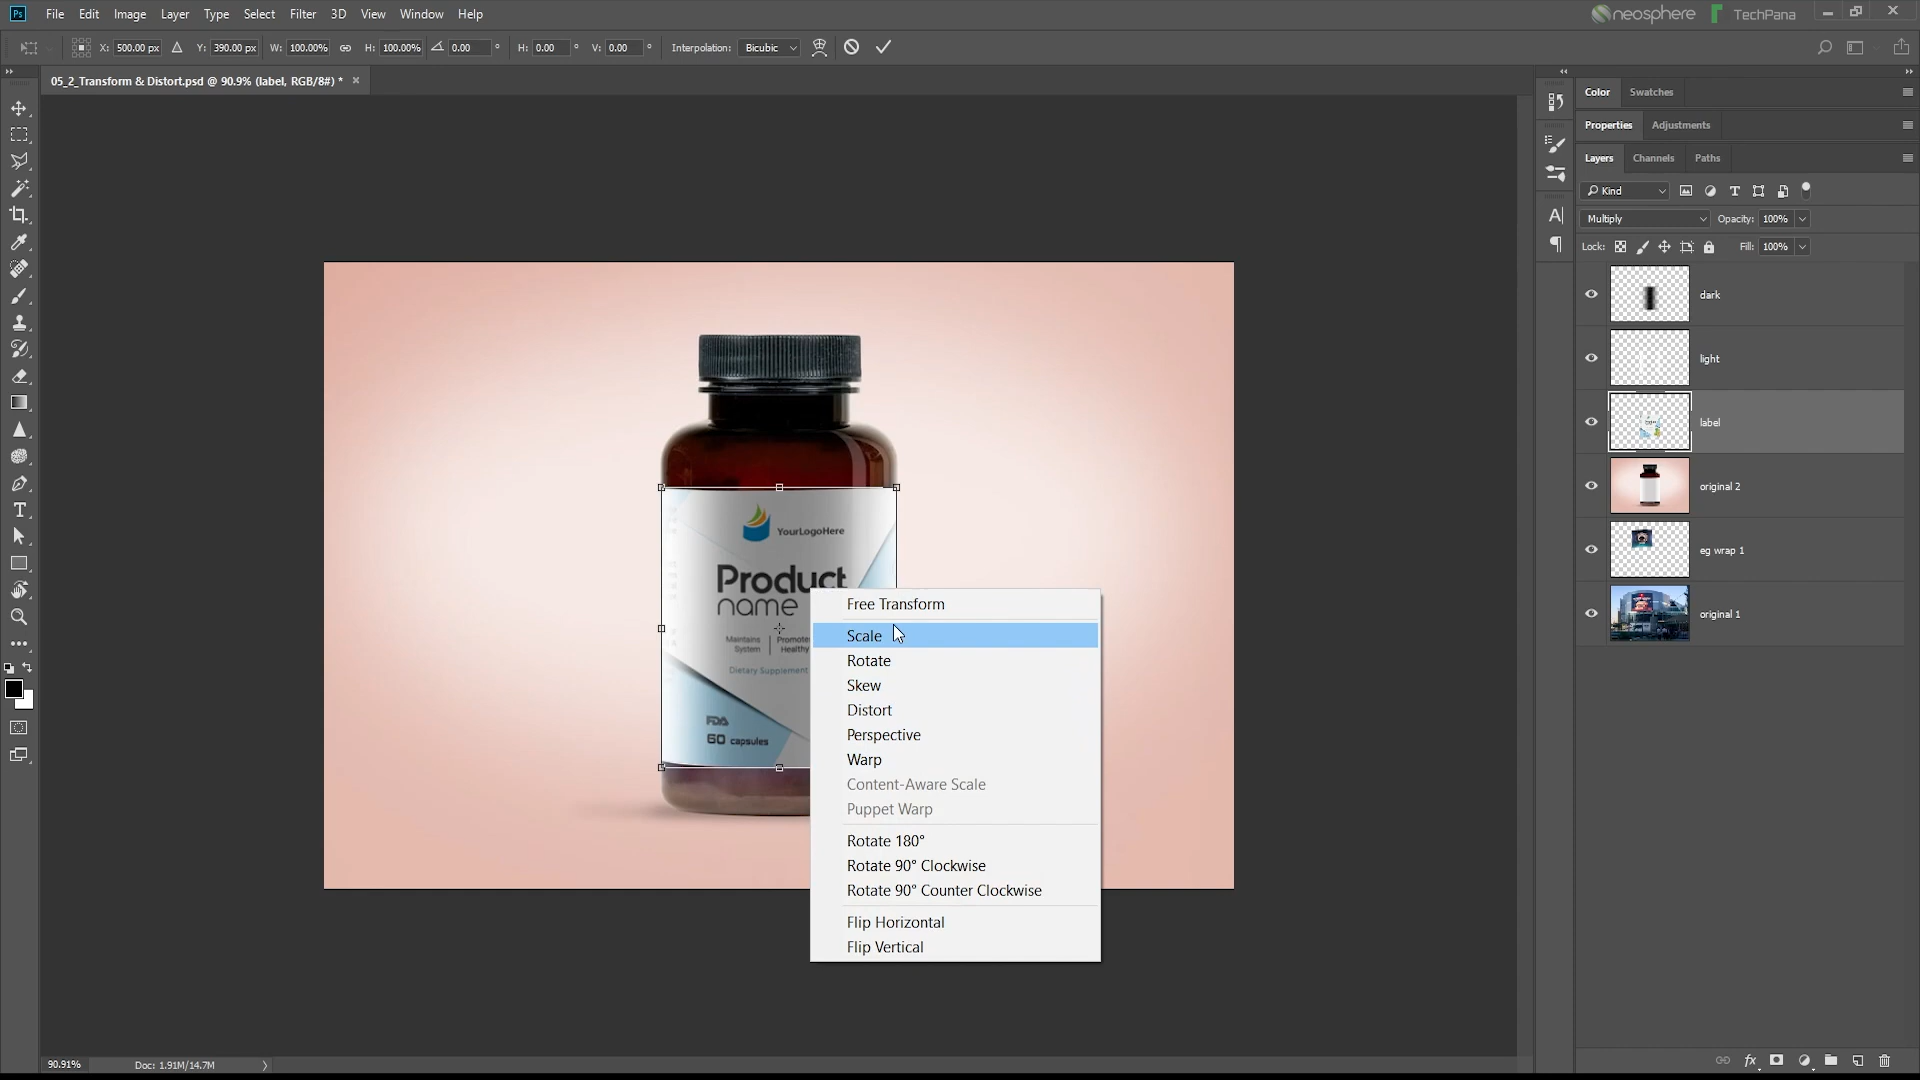 Ps File Edit Image Layer Type Select Filter 3D View Window Help neosphere TechPana
X: 500.00 px Y: 390.00 px W: 100.00% H: 100.00% 0.00 ° H: 0.00 ° V: 0.00 ° Interpolation: Bicubic
05_2_Transform & Distort.psd @ 90.9% (label, RGB/8#) *
Color Swatches
Properties Adjustments
Layers Channels Paths
Kind
Multiply Opacity: 100%
Lock: Fill: 100%
dark
light
label
original 2
eg wrap 1
original 1
YourLogoHere
Product
name
Maintains
System
Promotes
Healthy
Dietary Supplement
FDA
60 capsules
Free Transform
Scale
Rotate
Skew
Distort
Perspective
Warp
Content-Aware Scale
Puppet Warp
Rotate 180°
Rotate 90° Clockwise
Rotate 90° Counter Clockwise
Flip Horizontal
Flip Vertical
90.91% Doc: 1.91M/14.7M